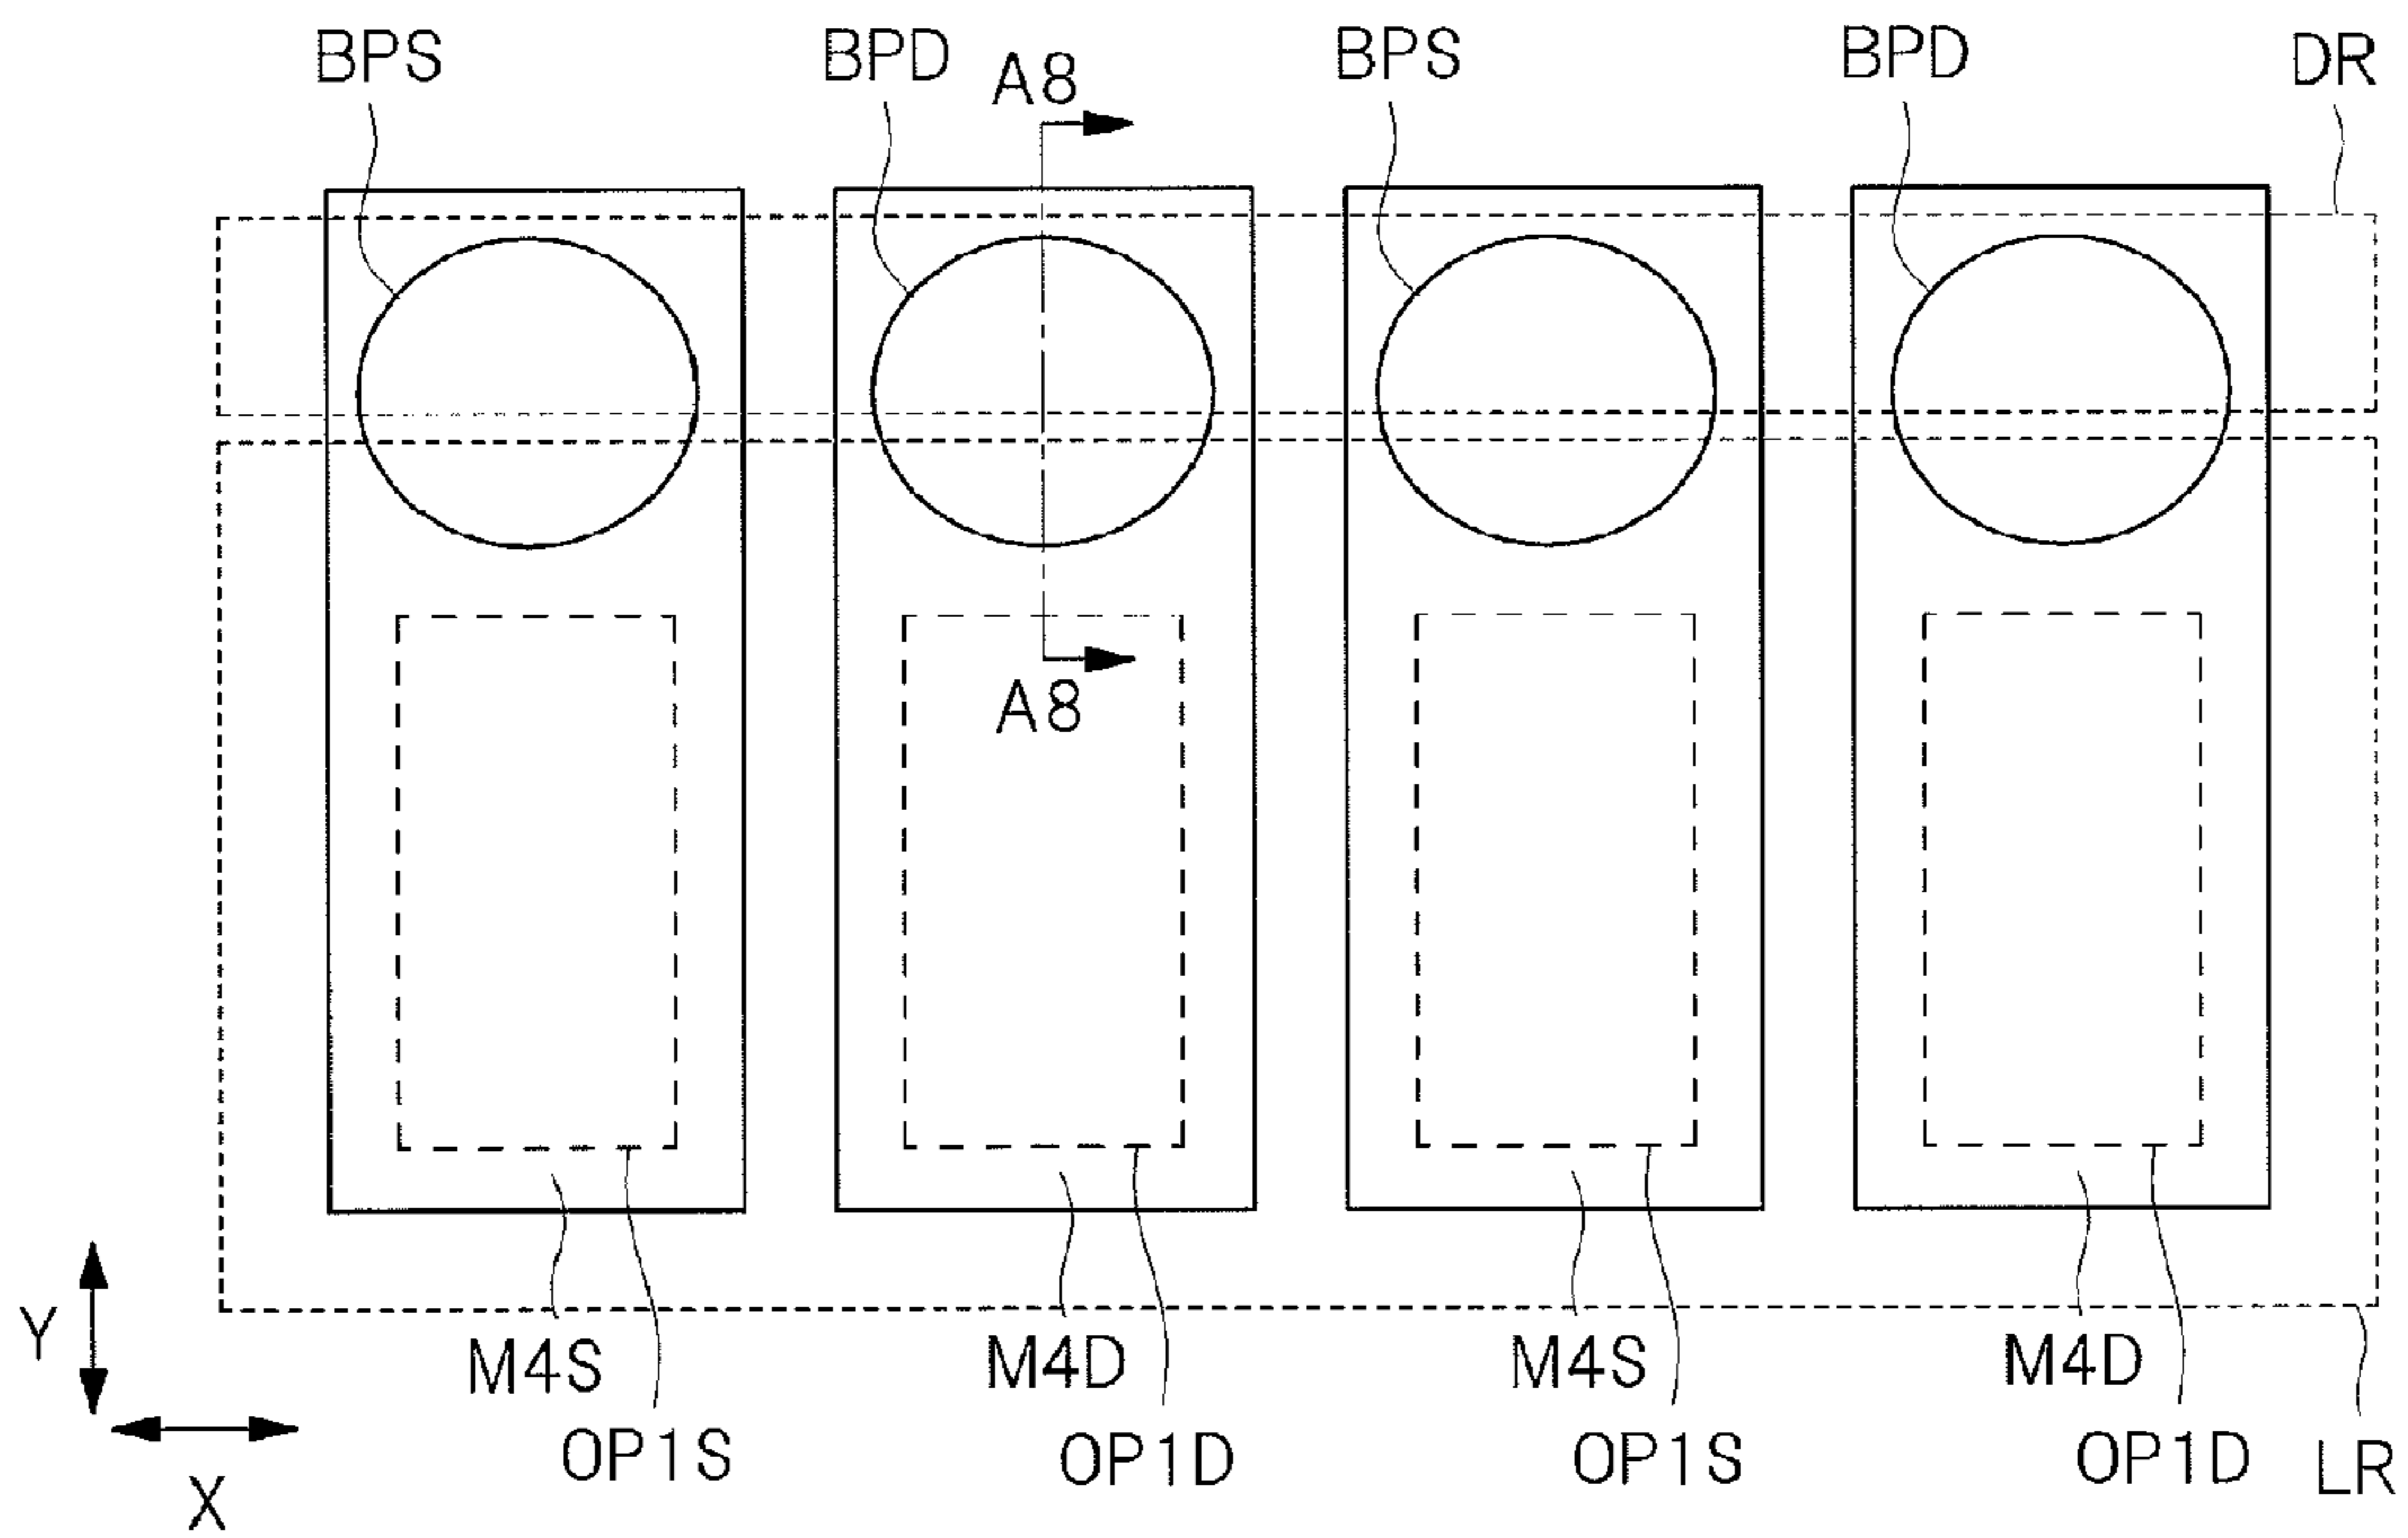 BPS BPD A8 BPS BPD DR
A8
Y M4S M4D M4S M4D
X OP1S OP1D OP1S OP1D LR